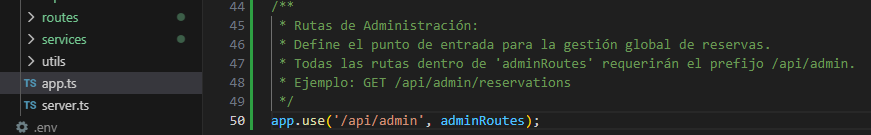 routes
services
utils
TS app.ts
TS server.ts
.env
44 /**
45 * Rutas de Administración:
46 * Define el punto de entrada para la gestión global de reservas.
47 * Todas las rutas dentro de 'adminRoutes' requerirán el prefijo /api/admin.
48 * Ejemplo: GET /api/admin/reservations
49 */
50 app.use('/api/admin', adminRoutes);